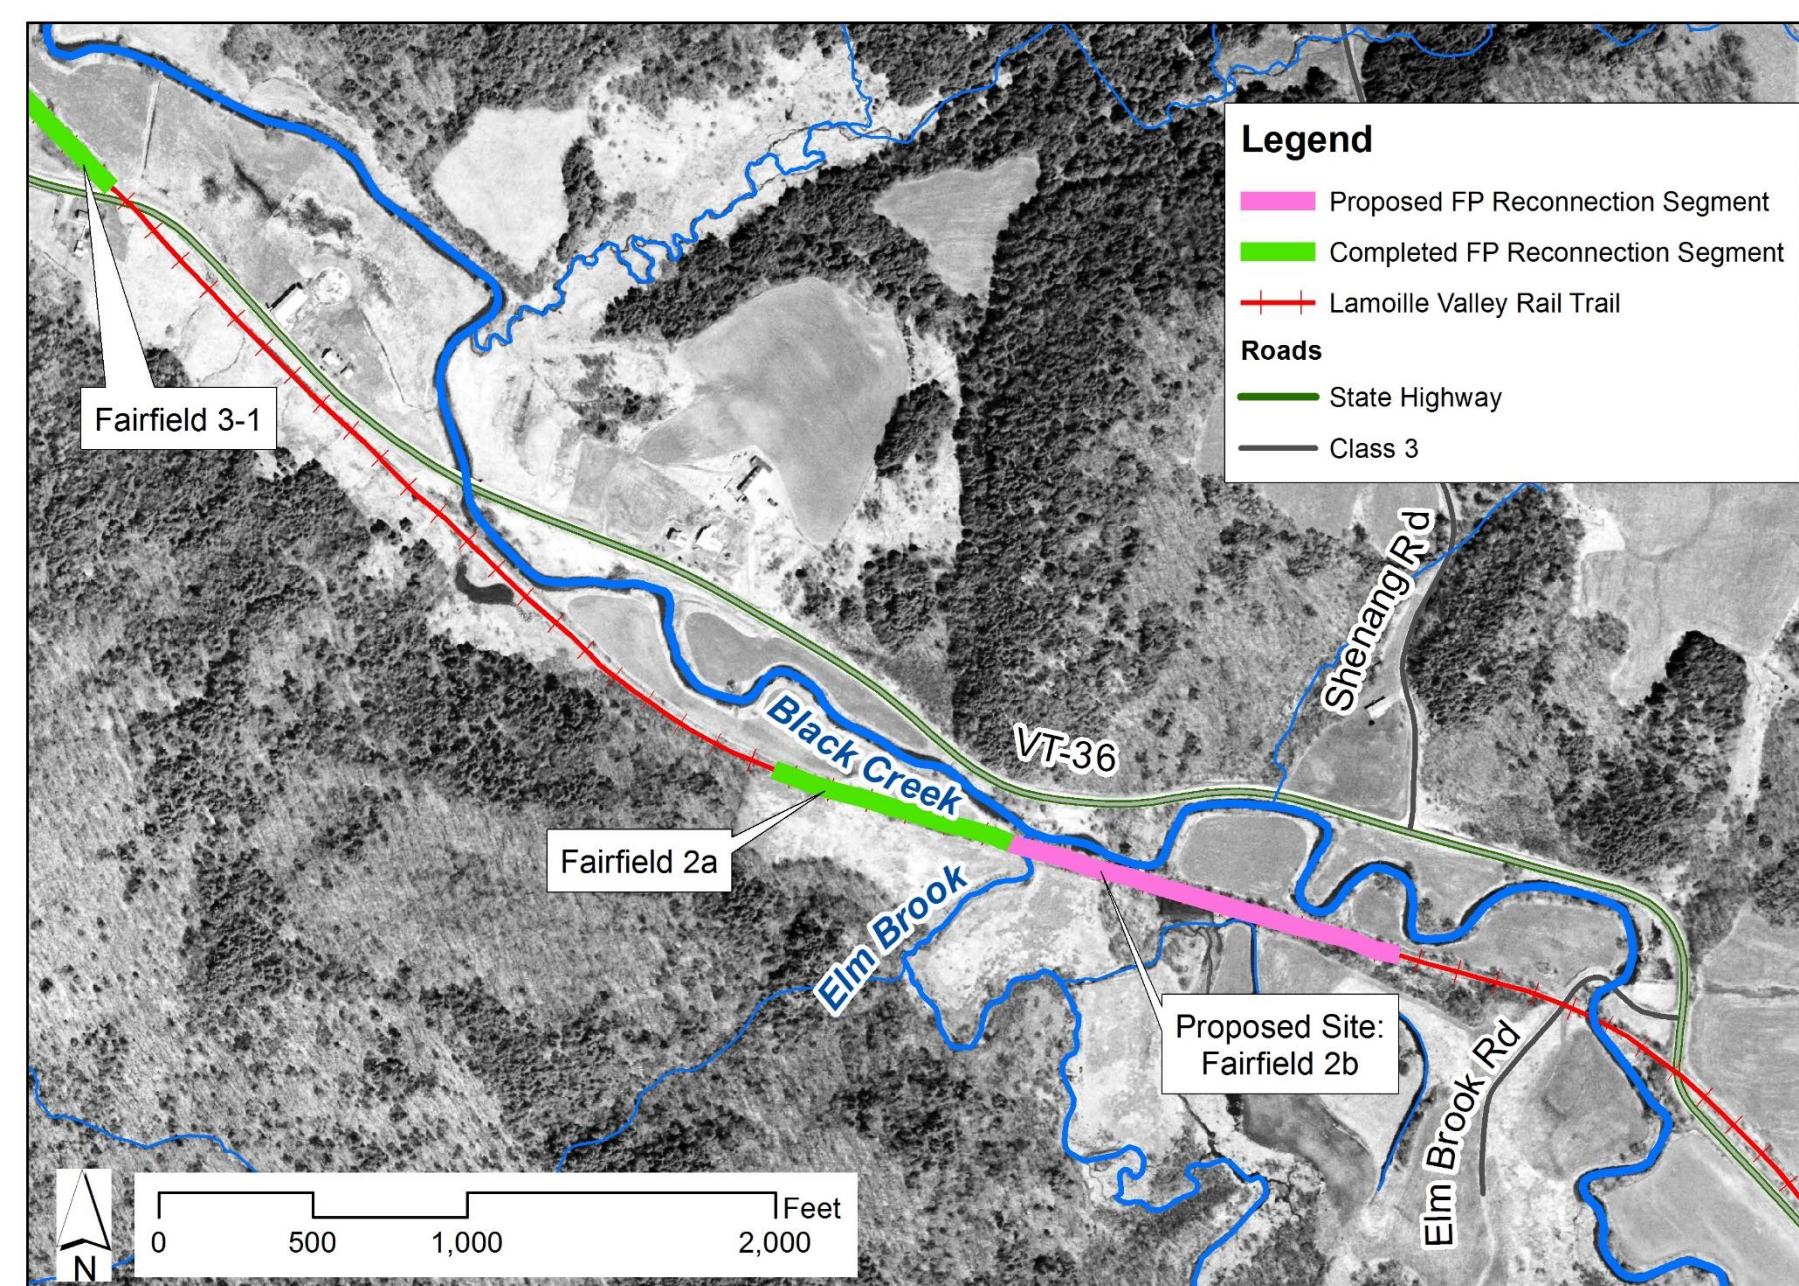 Legend
Proposed FP Reconnection Segment
Completed FP Reconnection Segment
Lamoille Valley Rail Trail
Roads
State Highway
Class 3
Fairfield 3-1
Shenang Rd
VT-36
Black Creek
Fairfield 2a
Elm Brook
Proposed Site:
Fairfield 2b
Elm Brook Rd
N
Feet
0 500 1,000 2,000